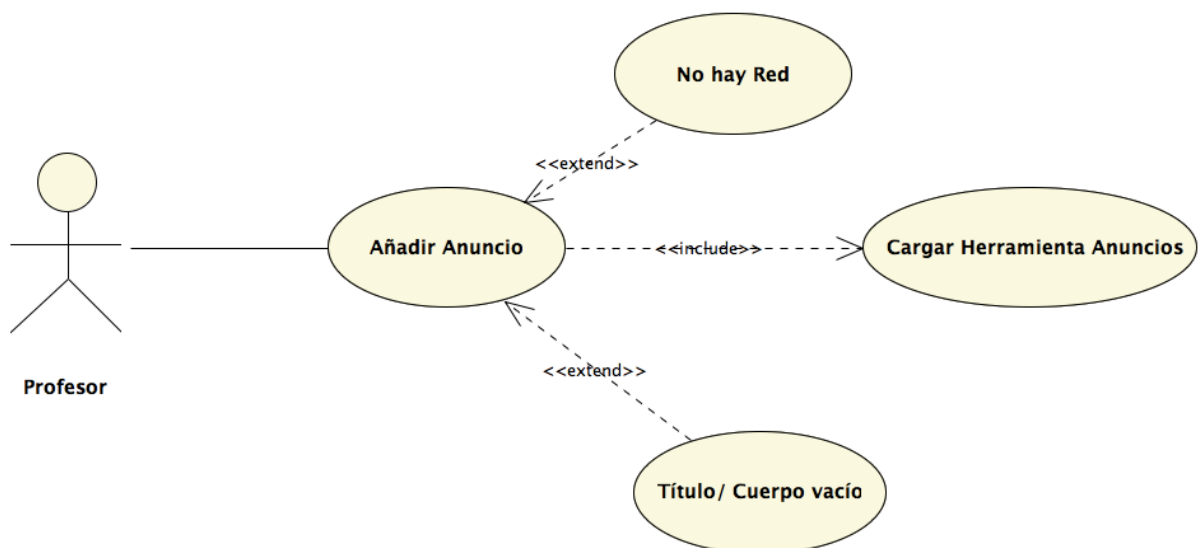 No hay Red
<<extend>>
Añadir Anuncio
<<include>>
Cargar Herramienta Anuncios
<<extend>>
Profesor
Título/ Cuerpo vacío